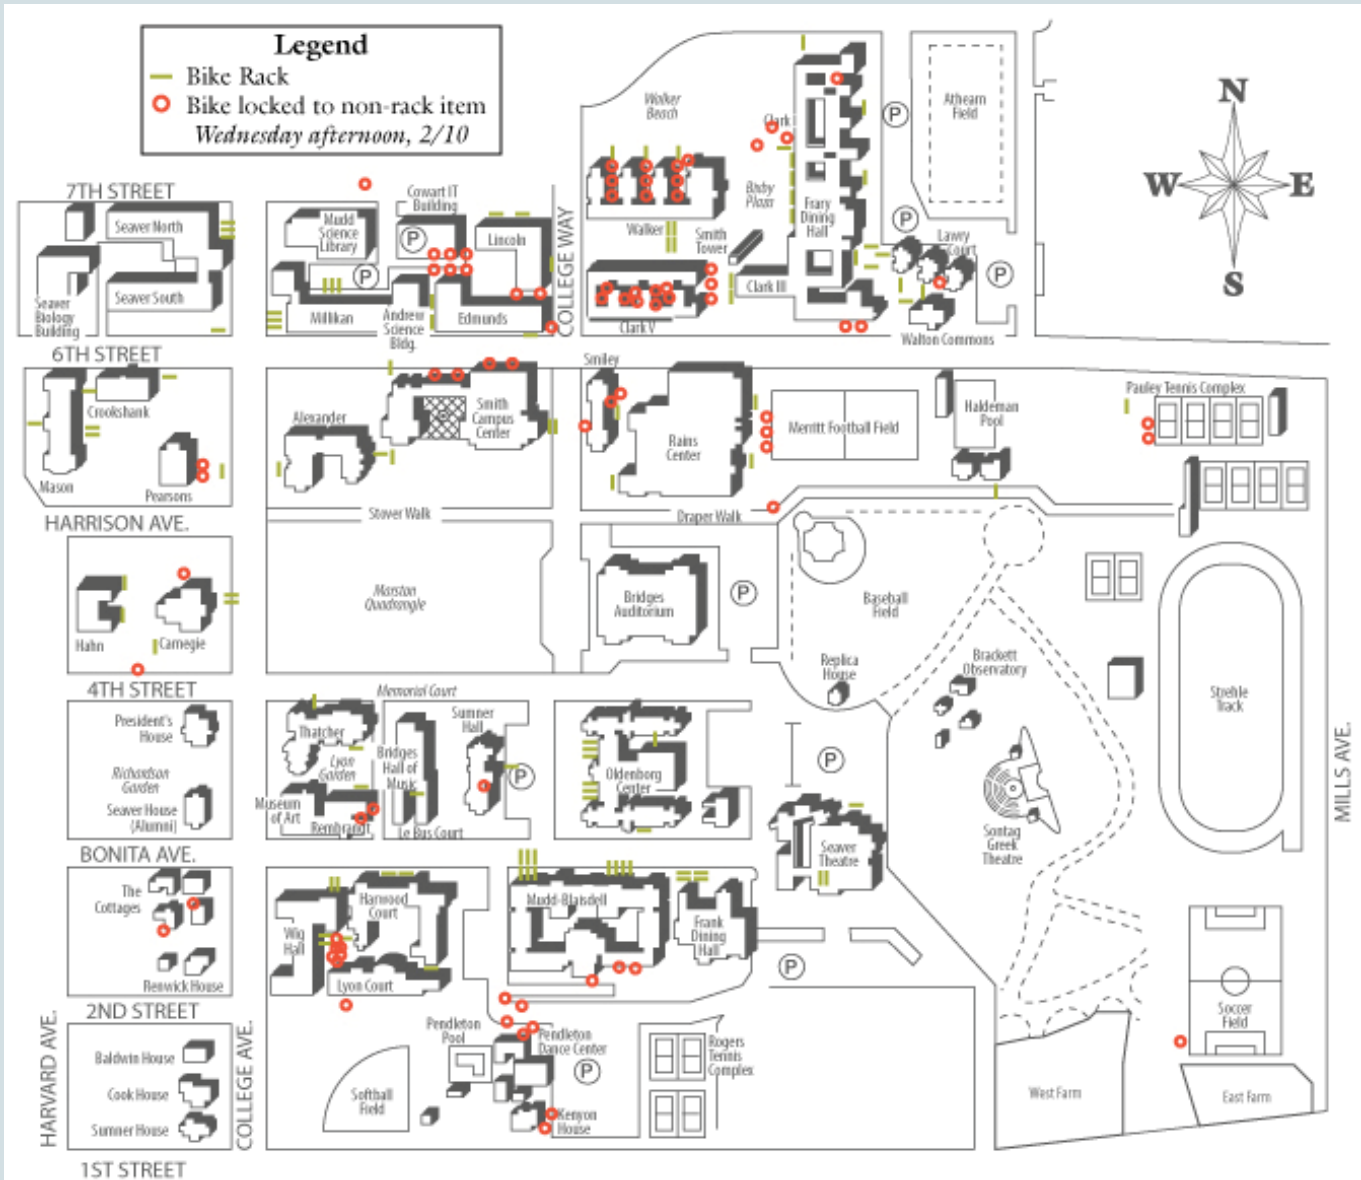 Legend
Bike Rack
Bike locked to non-rack item
Wednesday afternoon, 2/10
N
W
E
S
Walker
Beach
Clark I
Athearn
Field
P
7TH STREET
Seaver North
Seaver South
Seaver
Biology
Building
Mudd
Science
Library
Cowart IT
Building
P
P
Lincoln
Millikan
Andrew
Science
Bldg.
Edmunds
COLLEGE WAY
Walker
Bixby
Plaza
Smith
Tower
Frary
Dining
Hall
Clark III
Clark V
P
Lawry
Court
P
Walton Commons
6TH STREET
Crookshank
Mason
Pearsons
Alexander
Smith
Campus
Center
Smiley
Rains
Center
Merritt Football Field
Haldeman
Pool
Pauley Tennis Complex
HARRISON AVE.
Stover Walk
Draper Walk
Hahn
Carnegie
Marston
Quadrangle
Bridges
Auditorium
P
Baseball
Field
Replica
House
Brackett
Observatory
Strehle
Track
MILLS AVE.
4TH STREET
Memorial Court
President's
House
Richardson
Garden
Seaver House
(Alumni)
Thatcher
Lyon
Garden
Museum
of Art
Rembrandt
Bridges
Hall of
Music
Le Bus Court
Sumner
Hall
P
Oldenborg
Center
P
Seaver
Theatre
Sontag
Greek
Theatre
BONITA AVE.
The
Cottages
Renwick House
Wig
Hall
Harwood
Court
Lyon Court
Mudd-Blaisdell
Frank
Dining
Hall
P
Soccer
Field
2ND STREET
HARVARD AVE.
COLLEGE AVE.
Baldwin House
Cook House
Sumner House
Softball
Field
Pendleton
Pool
Pendleton
Dance Center
P
Kenyon
House
Rogers
Tennis
Complex
West Farm
East Farm
1ST STREET